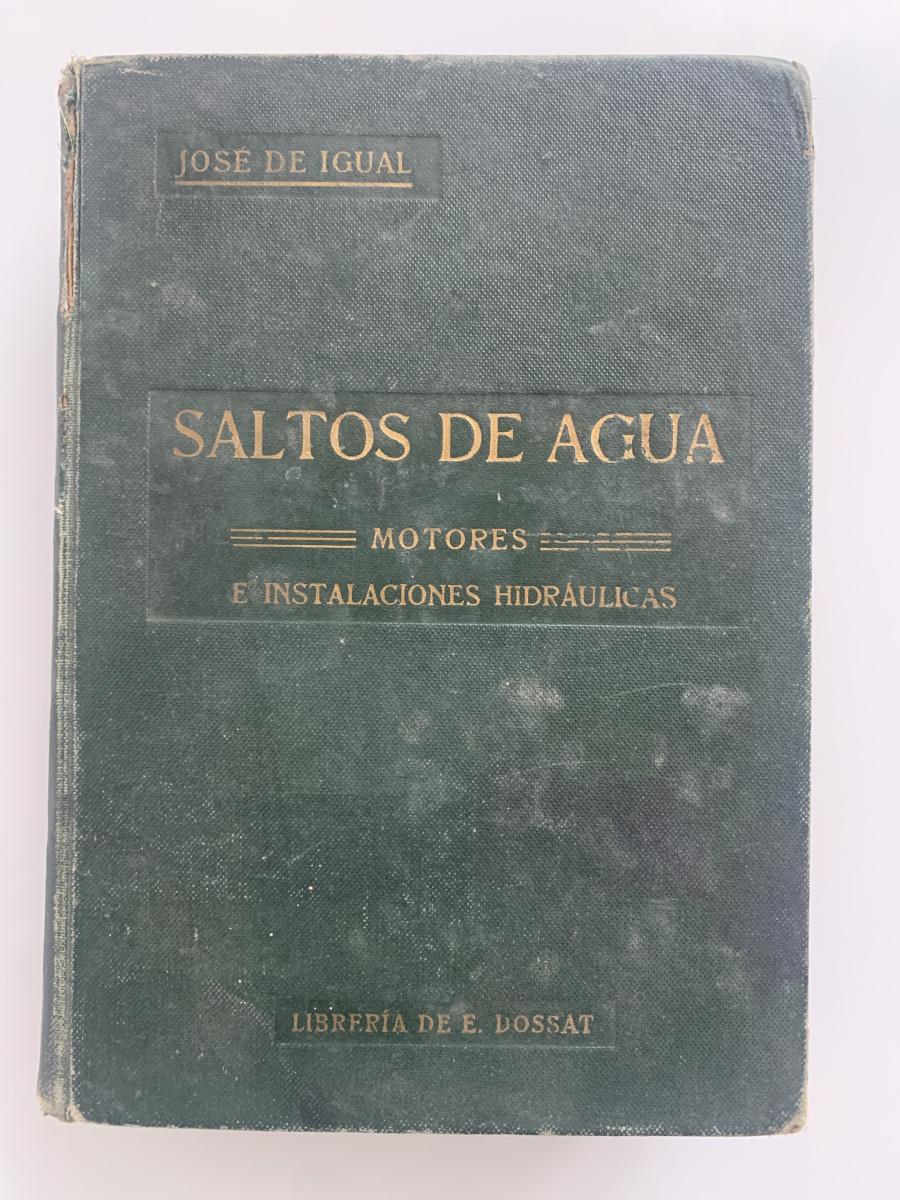 JOSÉ DE IGUAL
SALTOS DE AGUA
MOTORES
E INSTALACIONES HIDRÁULICAS
LIBRERÍA DE E. DOSSAT